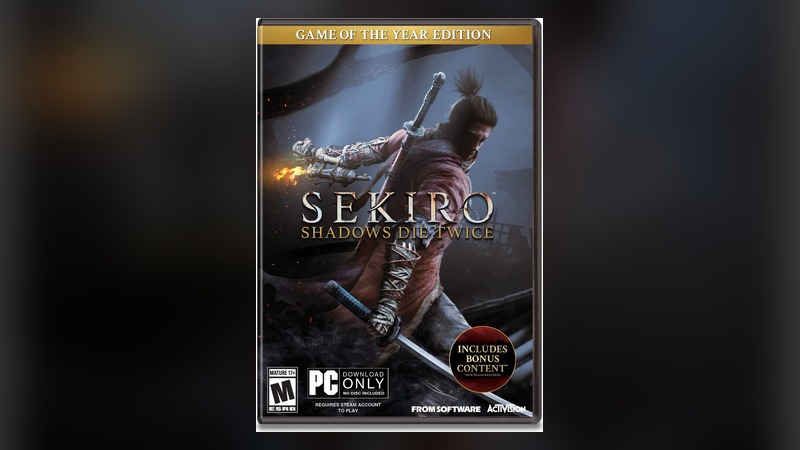 GAME OF THE YEAR EDITION
SEKIRO™
SHADOWS DIE TWICE
INCLUDES
BONUS
CONTENT
MATURE 17+
M
ESRB
PC
DOWNLOAD
ONLY
NO DISC INCLUDED
REQUIRES STEAM ACCOUNT
TO PLAY
FROMSOFTWARE
ACTIVISION